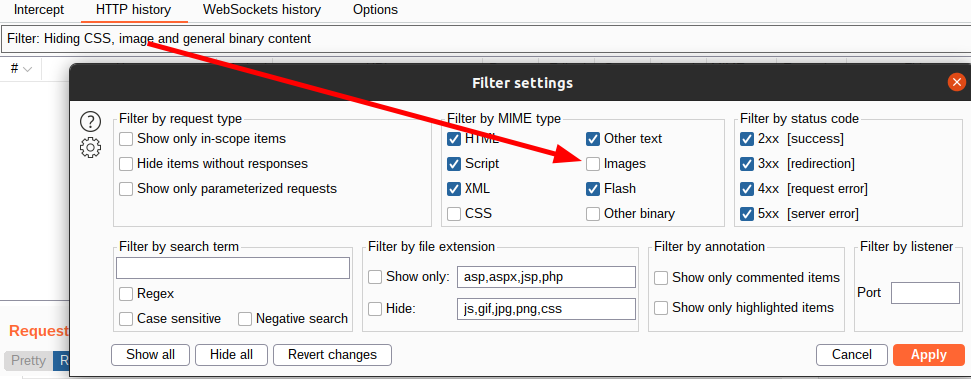 Intercept HTTP history WebSockets history Options
Filter: Hiding CSS, image and general binary content
#
Filter settings
Filter by request type
Show only in-scope items
Hide items without responses
Show only parameterized requests
Filter by MIME type
HTML Other text
Script Images
XML Flash
CSS Other binary
Filter by status code
2xx [success]
3xx [redirection]
4xx [request error]
5xx [server error]
Filter by search term
Regex
Case sensitive Negative search
Filter by file extension
Show only: asp,aspx,jsp,php
Hide: js,gif,jpg,png,css
Filter by annotation
Show only commented items
Show only highlighted items
Filter by listener
Port
Request
Pretty R
Show all Hide all Revert changes Cancel Apply